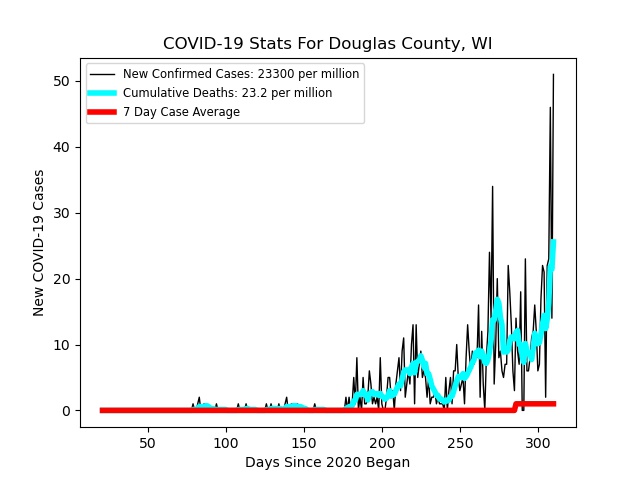 COVID-19 Stats For Douglas County, WI
New Confirmed Cases: 23300 per million
Cumulative Deaths: 23.2 per million
7 Day Case Average
New COVID-19 Cases
50
40
30
20
10
0
50 100 150 200 250 300
Days Since 2020 Began